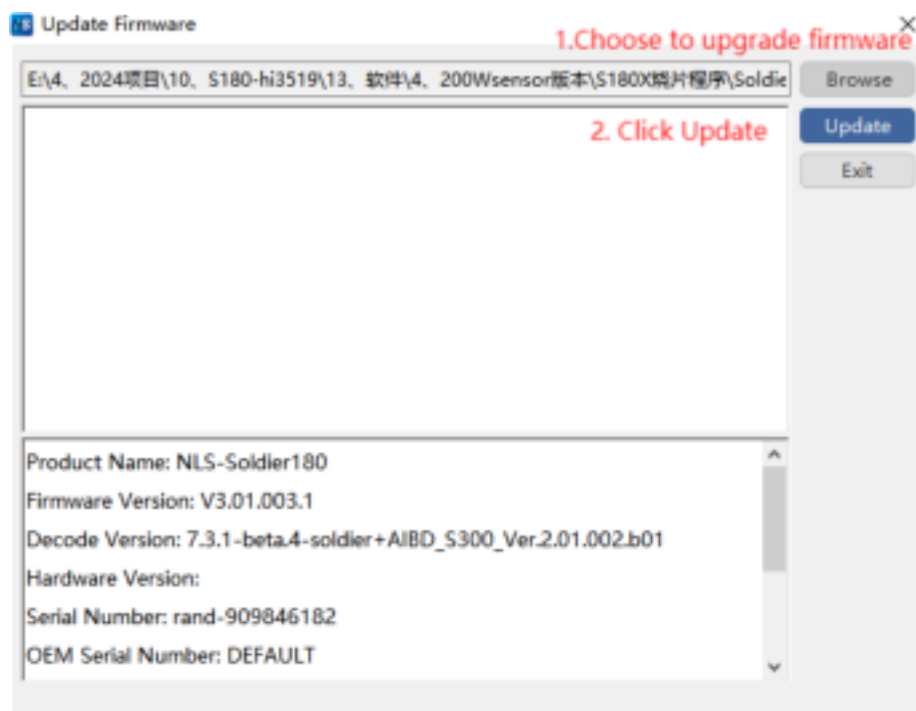 Update Firmware
1.Choose to upgrade firmware
E:\4、2024项目\10、S180-hi3519\13、软件\4、200Wsensor版本\S180X烧片程序\Soldie
Browse
2. Click Update
Update
Exit
Product Name: NLS-Soldier180
Firmware Version: V3.01.003.1
Decode Version: 7.3.1-beta.4-soldier+AIBD_S300_Ver.2.01.002.b01
Hardware Version:
Serial Number: rand-909846182
OEM Serial Number: DEFAULT